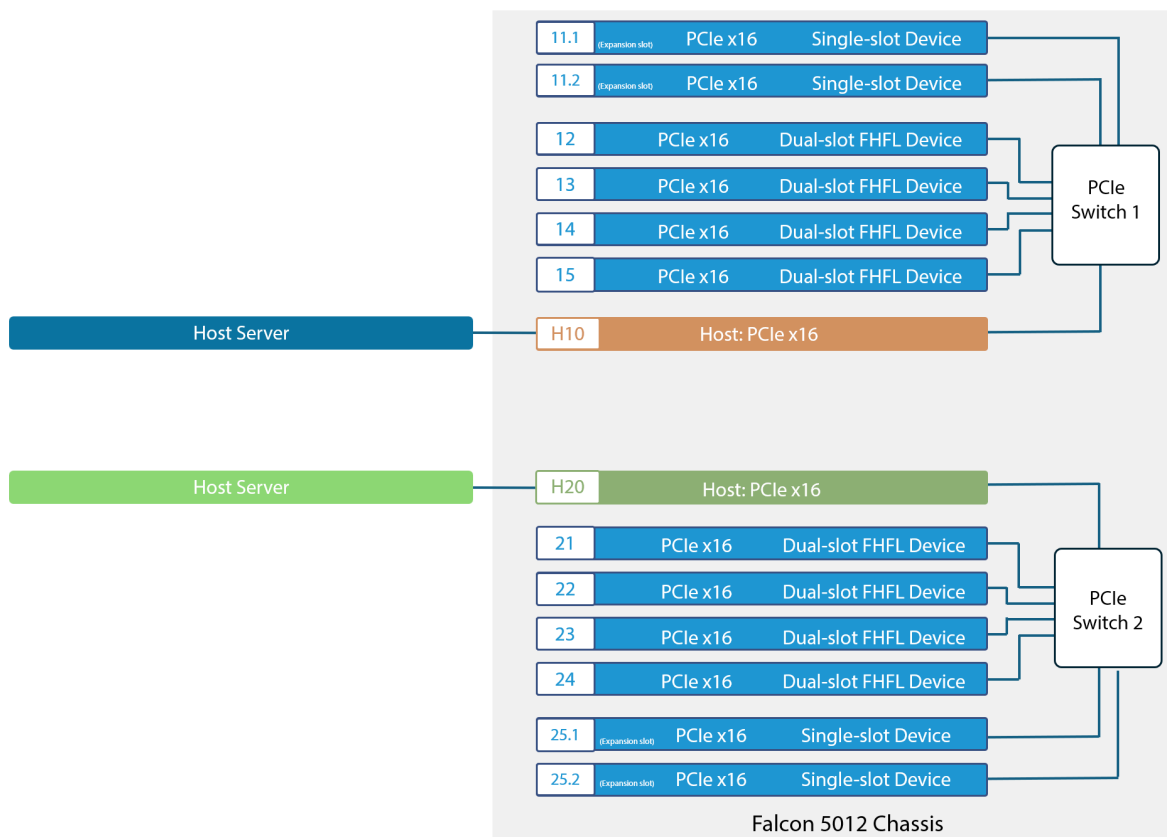 11.1 (Expansion slot) PCIe x16 Single-slot Device
11.2 (Expansion slot) PCIe x16 Single-slot Device
12 PCIe x16 Dual-slot FHFL Device
13 PCIe x16 Dual-slot FHFL Device
14 PCIe x16 Dual-slot FHFL Device
15 PCIe x16 Dual-slot FHFL Device
PCIe
Switch 1
Host Server
H10 Host: PCIe x16
Host Server
H20 Host: PCIe x16
21 PCIe x16 Dual-slot FHFL Device
22 PCIe x16 Dual-slot FHFL Device
23 PCIe x16 Dual-slot FHFL Device
24 PCIe x16 Dual-slot FHFL Device
PCIe
Switch 2
25.1 (Expansion slot) PCIe x16 Single-slot Device
25.2 (Expansion slot) PCIe x16 Single-slot Device
Falcon 5012 Chassis